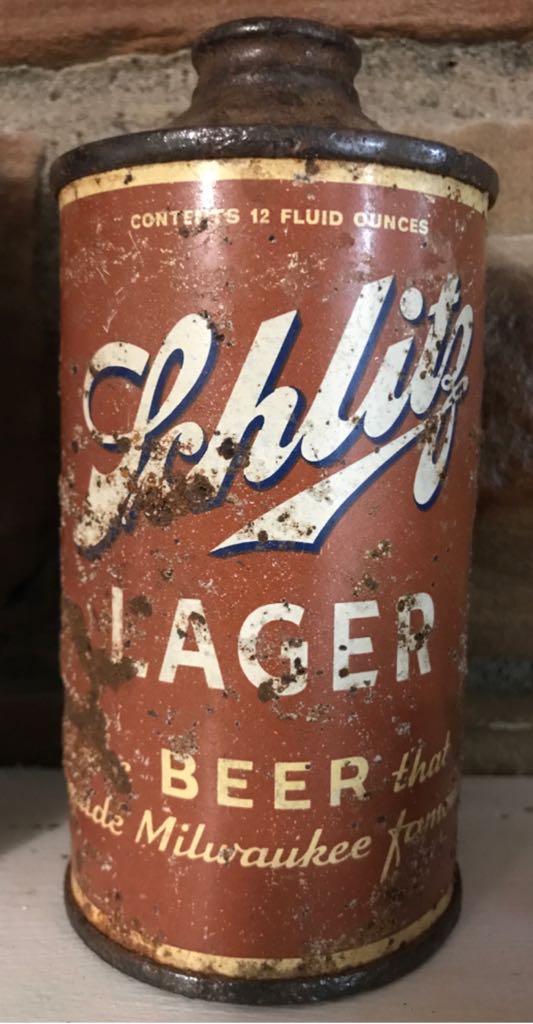 CONTENTS 12 FLUID OUNCES
Schlitz
LAGER
BEER that
Milwaukee